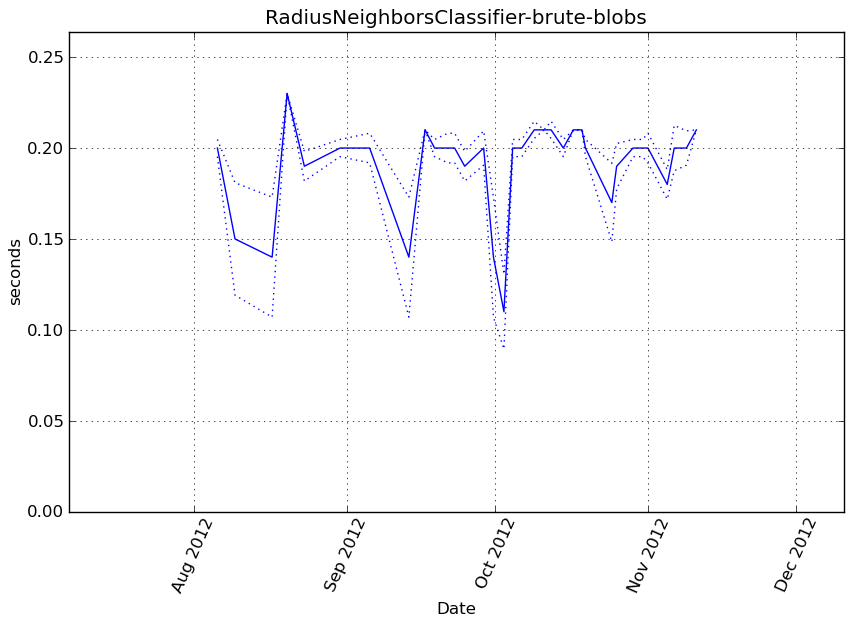 RadiusNeighborsClassifier-brute-blobs
0.25
0.20
0.15
0.10
0.05
0.00
seconds
Aug 2012
Sep 2012
Oct 2012
Nov 2012
Dec 2012
Date